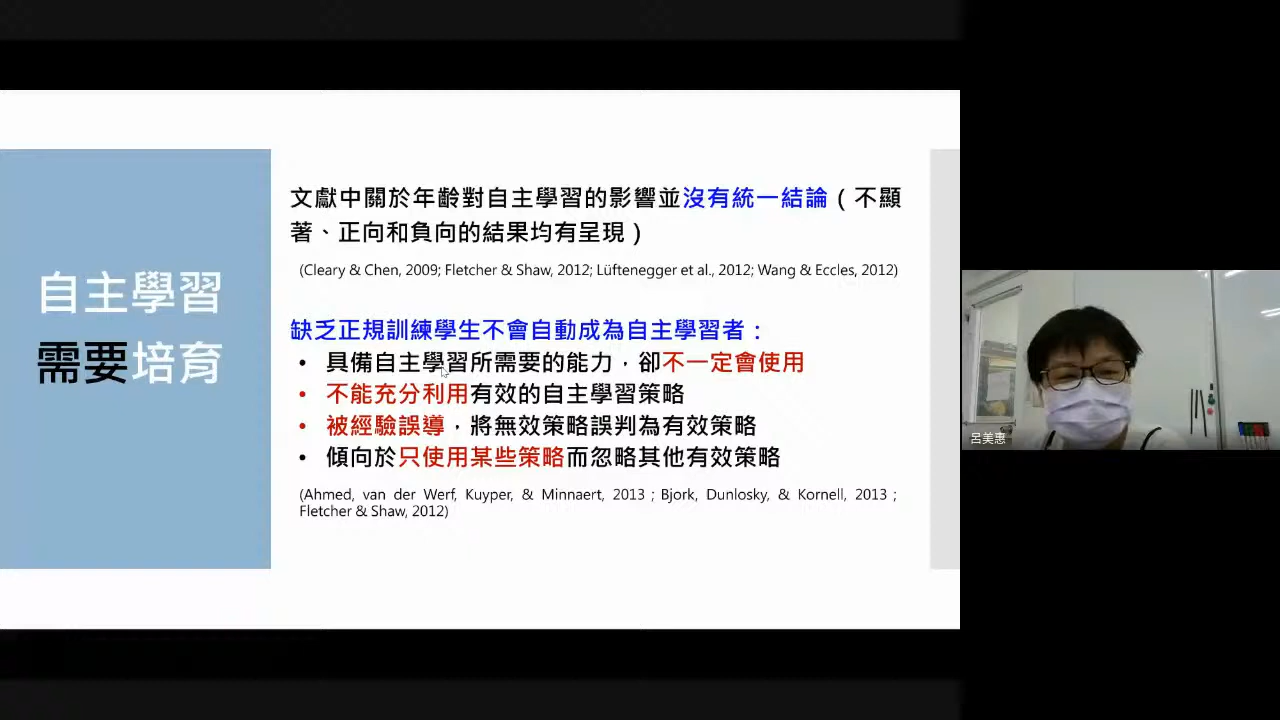 自主學習
需要培育
文獻中關於年齡對自主學習的影響並沒有統一結論（不顯
著、正向和負向的結果均有呈現）
(Cleary & Chen, 2009; Fletcher & Shaw, 2012; Lüftenegger et al., 2012; Wang & Eccles, 2012)
缺乏正規訓練學生不會自動成為自主學習者：
• 具備自主學習所需要的能力，卻不一定會使用
• 不能充分利用有效的自主學習策略
• 被經驗誤導，將無效策略誤判為有效策略
• 傾向於只使用某些策略而忽略其他有效策略
(Ahmed, van der Werf, Kuyper, & Minnaert, 2013；Bjork, Dunlosky, & Kornell, 2013；
Fletcher & Shaw, 2012)
呂美惠